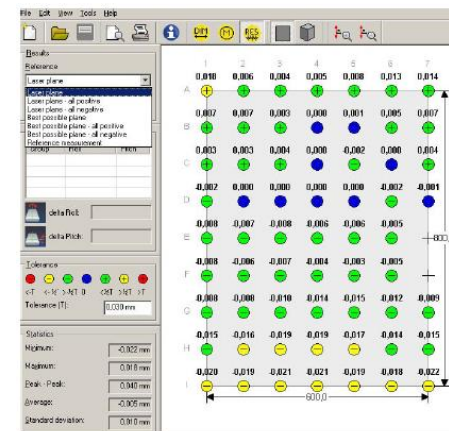 File Edit View Tools Help
DIM M RES
Results
Reference
Laser plane
Laser plane
Laser plane - all positive
Laser plane - all negative
Best possible plane
Best possible plane - all positive
Best possible plane - all negative
Reference measurement
delta Roll:
delta Pitch:
Tolerance
Tolerance (T): 0,030 mm
Statistics
Minimum: -0,022 mm
Maximum: 0,018 mm
Peak - Peak: 0,040 mm
Average: -0,005 mm
Standard deviation: 0,010 mm
1 2 3 4 5 6 7
0,018 0,006 0,004 0,005 0,008 0,013 0,014
A
0,007 0,007 0,003 0,000 0,001 0,005 0,007
B
0,003 0,003 0,004 0,000 -0,002 0,000 0,004
C
-0,002 0,000 0,000 0,000 0,000 -0,002 -0,001
D
-0,008 -0,007 -0,008 -0,006 -0,006 -0,005
E
-0,008 -0,006 -0,007 -0,004 -0,003 -0,005
F
-0,008 -0,008 -0,010 -0,014 -0,015 -0,012 -0,009
G
-0,015 -0,016 -0,019 -0,019 -0,017 -0,014 -0,015
H
-0,020 -0,019 -0,021 -0,021 -0,019 -0,018 -0,022
I
600,0